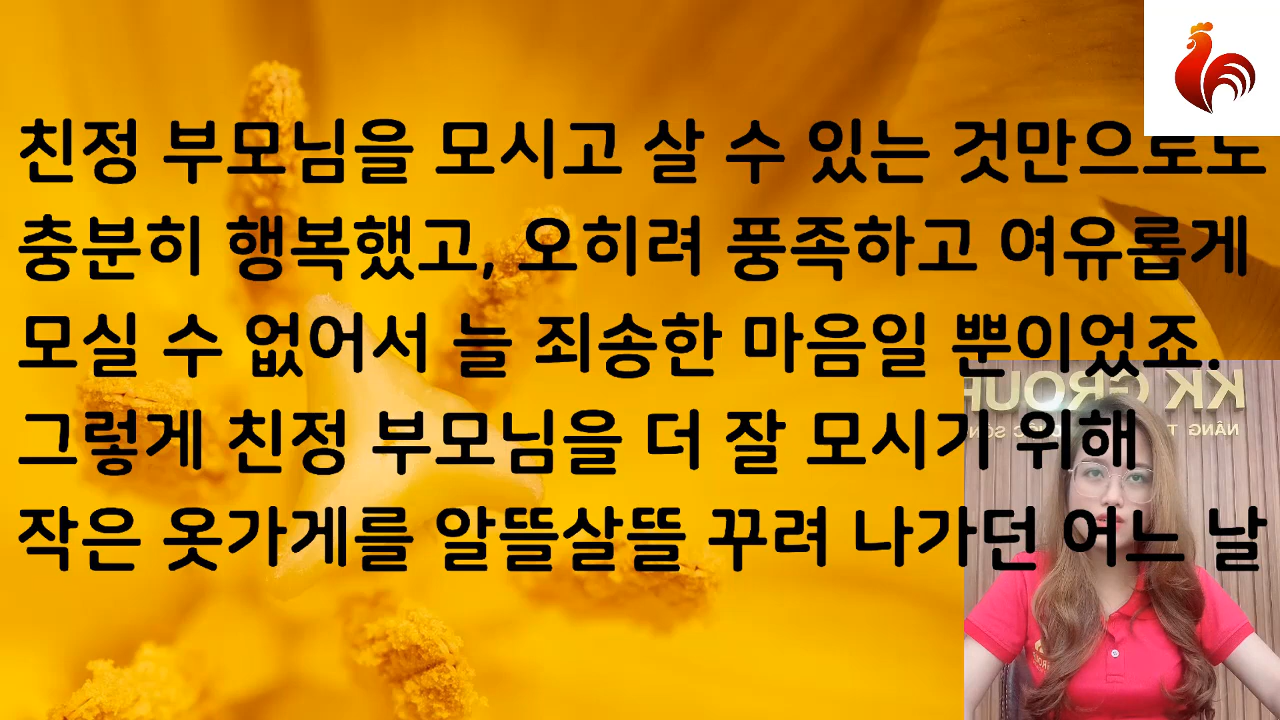 친정 부모님을 모시고 살 수 있는 것만으로도
충분히 행복했고, 오히려 풍족하고 여유롭게
모실 수 없어서 늘 죄송한 마음일 뿐이었죠.
그렇게 친정 부모님을 더 잘 모시기 위해
작은 옷가게를 알뜰살뜰 꾸려 나가던 어느 날
KK GROUP
NÂNG T